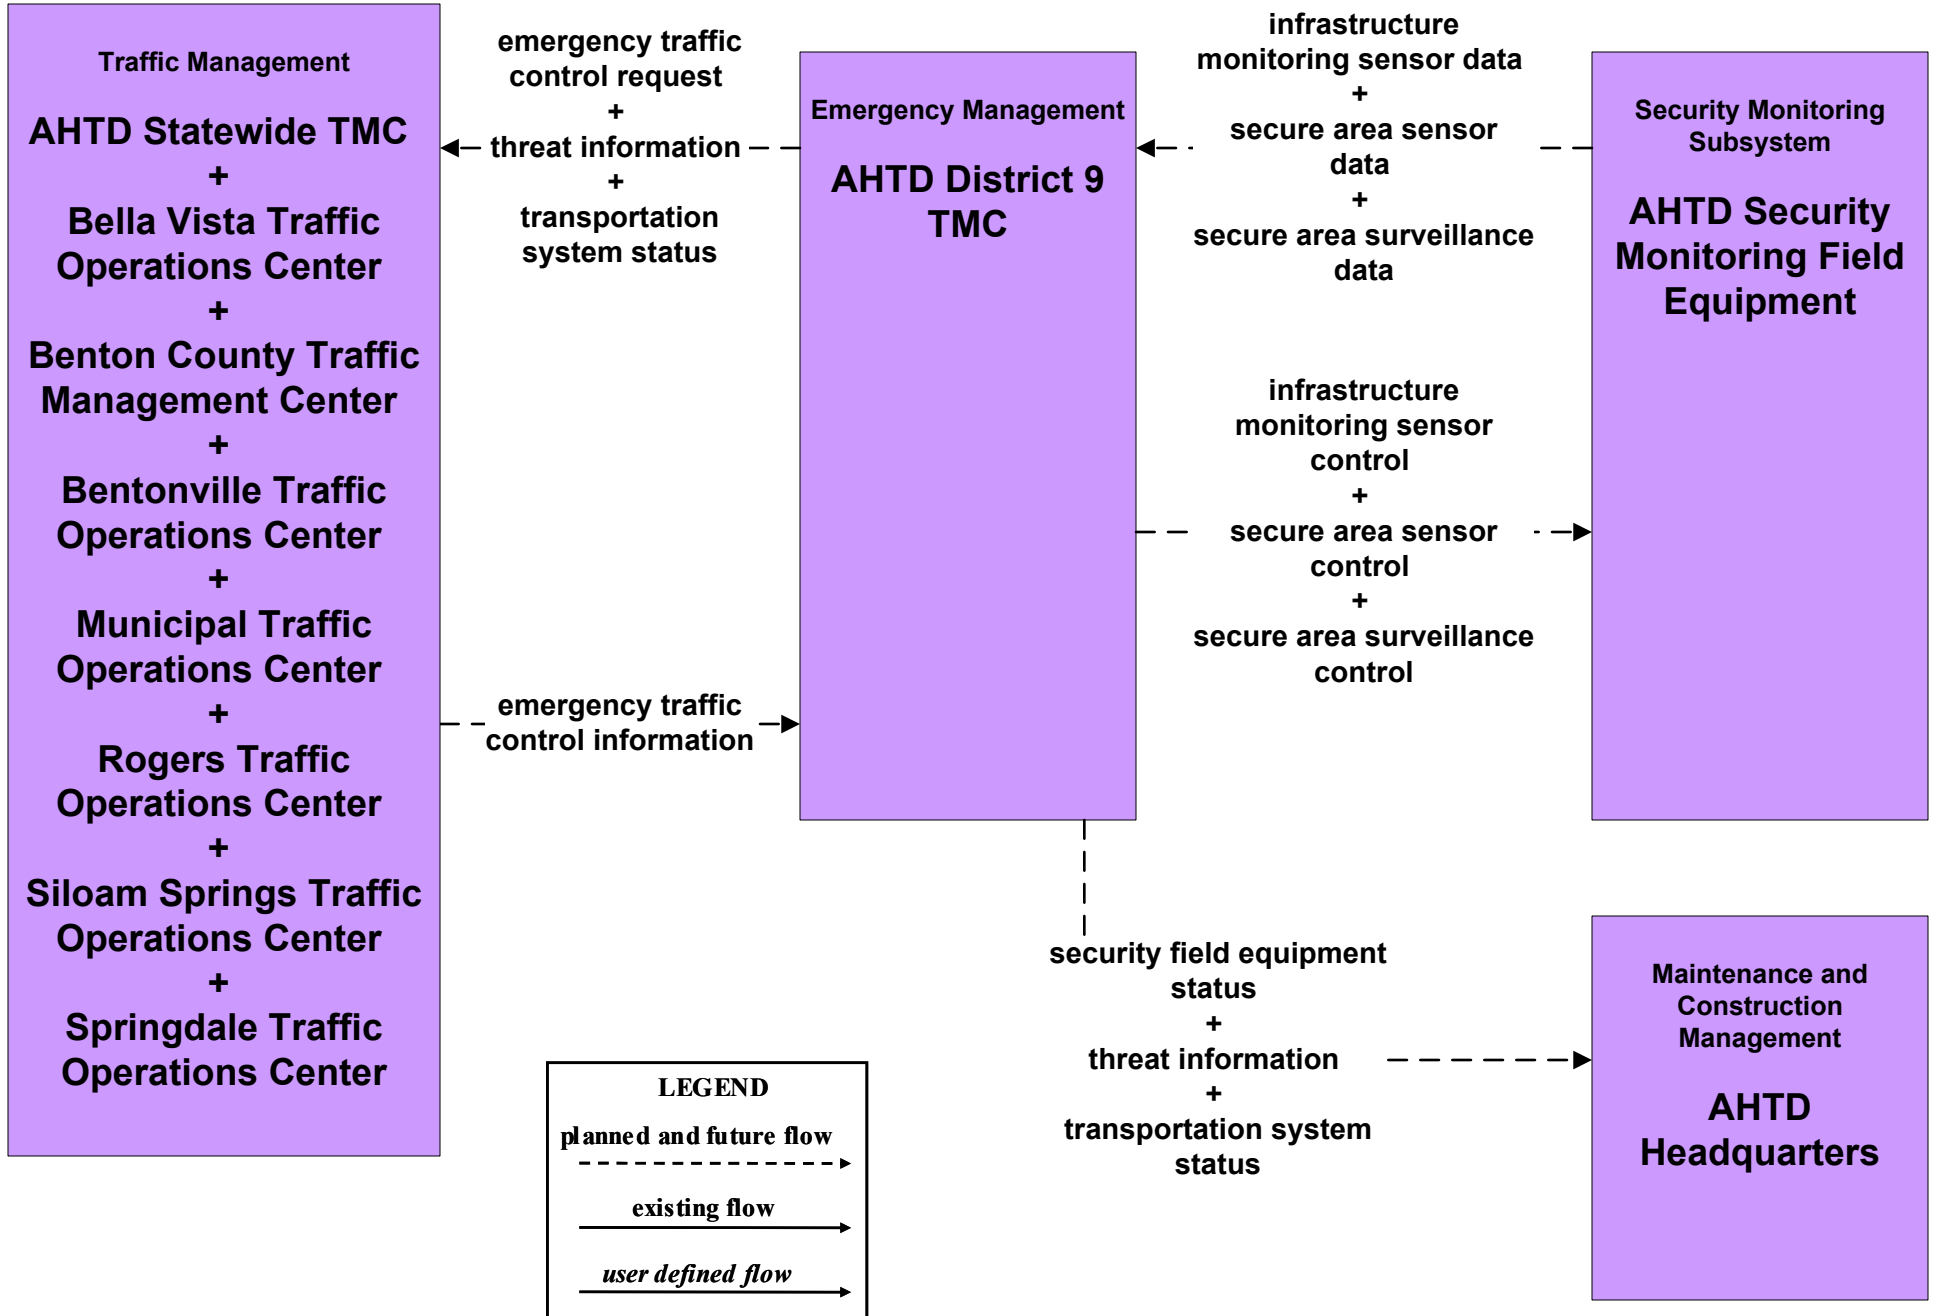 Traffic Management
AHTD Statewide TMC
+
Bella Vista Traffic
Operations Center
+
Benton County Traffic
Management Center
+
Bentonville Traffic
Operations Center
+
Municipal Traffic
Operations Center
+
Rogers Traffic
Operations Center
+
Siloam Springs Traffic
Operations Center
+
Springdale Traffic
Operations Center
emergency traffic
control request
+
threat information
+
transportation
system status
emergency traffic
control information
Emergency Management
AHTD District 9
TMC
infrastructure
monitoring sensor data
+
secure area sensor
data
+
secure area surveillance
data
infrastructure
monitoring sensor
control
+
secure area sensor
control
+
secure area surveillance
control
Security Monitoring
Subsystem
AHTD Security
Monitoring Field
Equipment
security field equipment
status
+
threat information
+
transportation system
status
Maintenance and
Construction
Management
AHTD
Headquarters
LEGEND
planned and future flow
existing flow
user defined flow